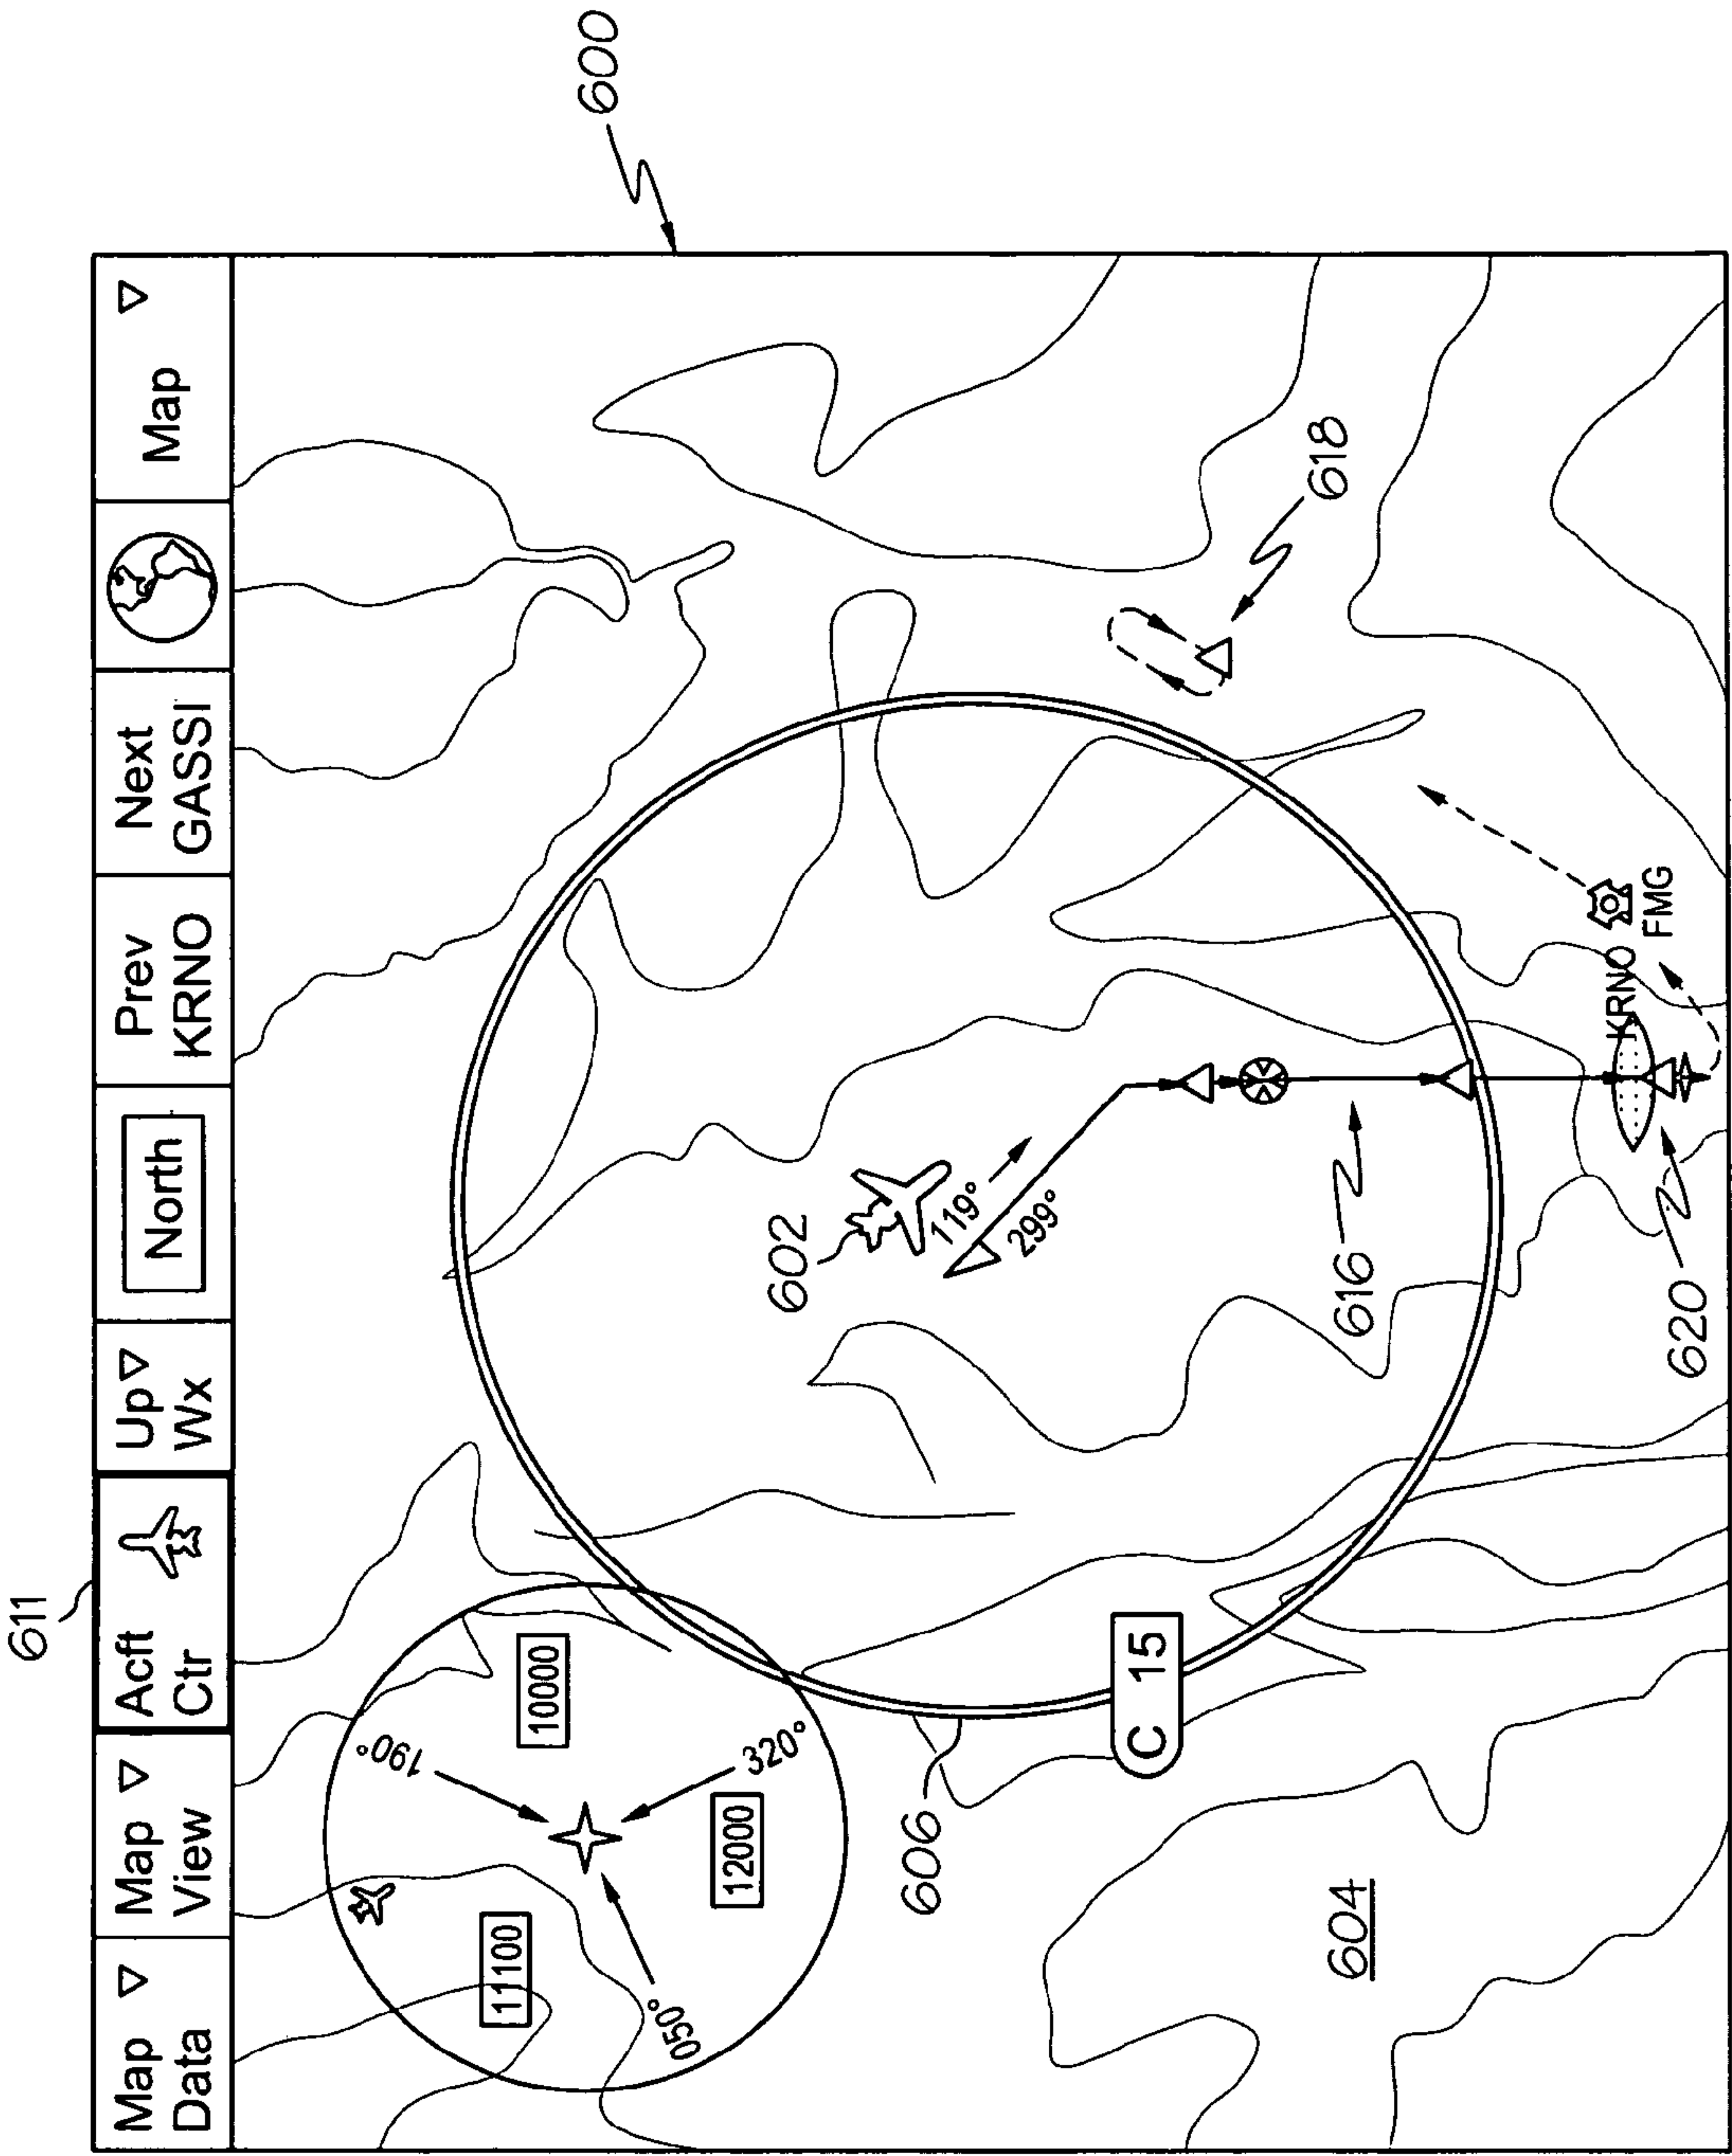 611
Map ▽
Data
Map ▽
View
Acft
Ctr
Up▽
Wx
North
Prev
KRNO
Next
GASSI
Map ▽
600
190°
10000
11100
320°
12000
050°
602
119°
299°
606
C 15
616
618
604
KRNO
FMG
620